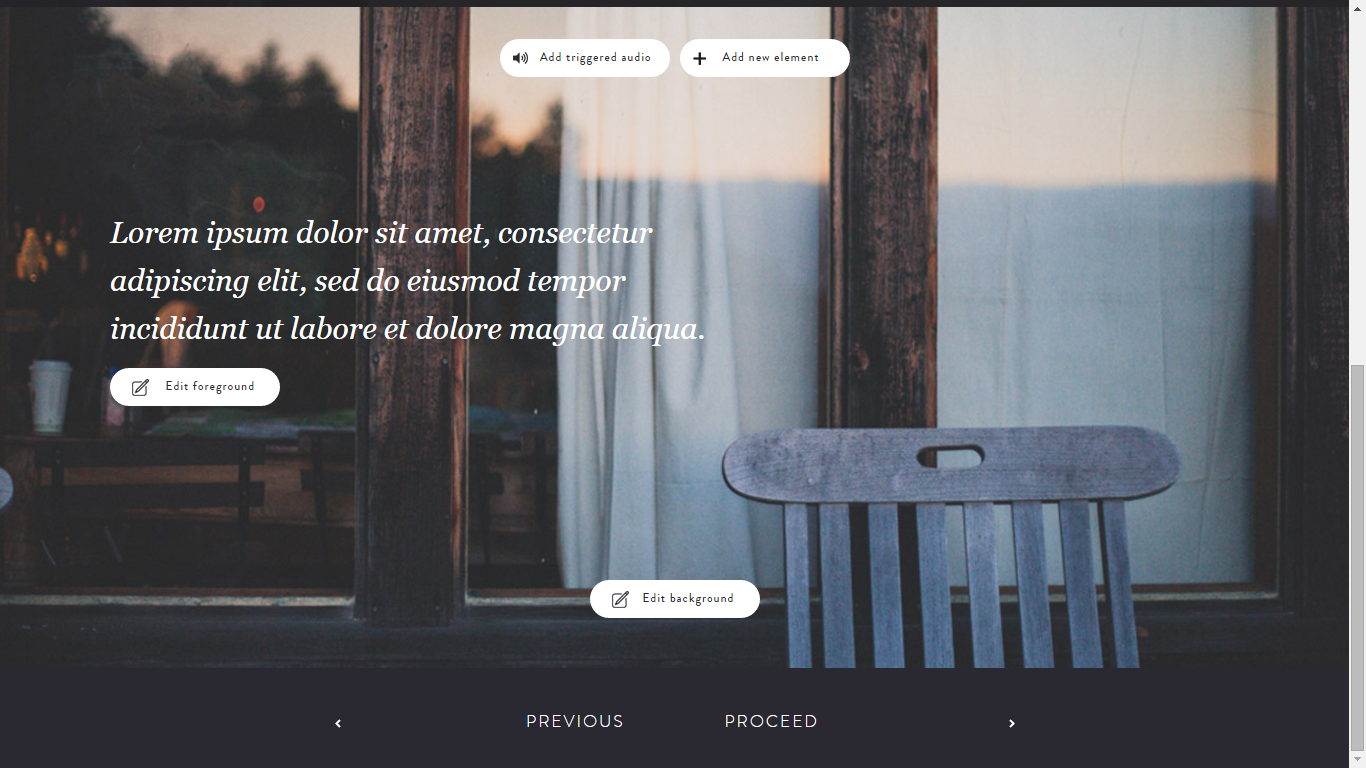 Add triggered audio
Add new element
Lorem ipsum dolor sit amet, consectetur
adipiscing elit, sed do eiusmod tempor
incididunt ut labore et dolore magna aliqua.
Edit foreground
Edit background
PREVIOUS
PROCEED